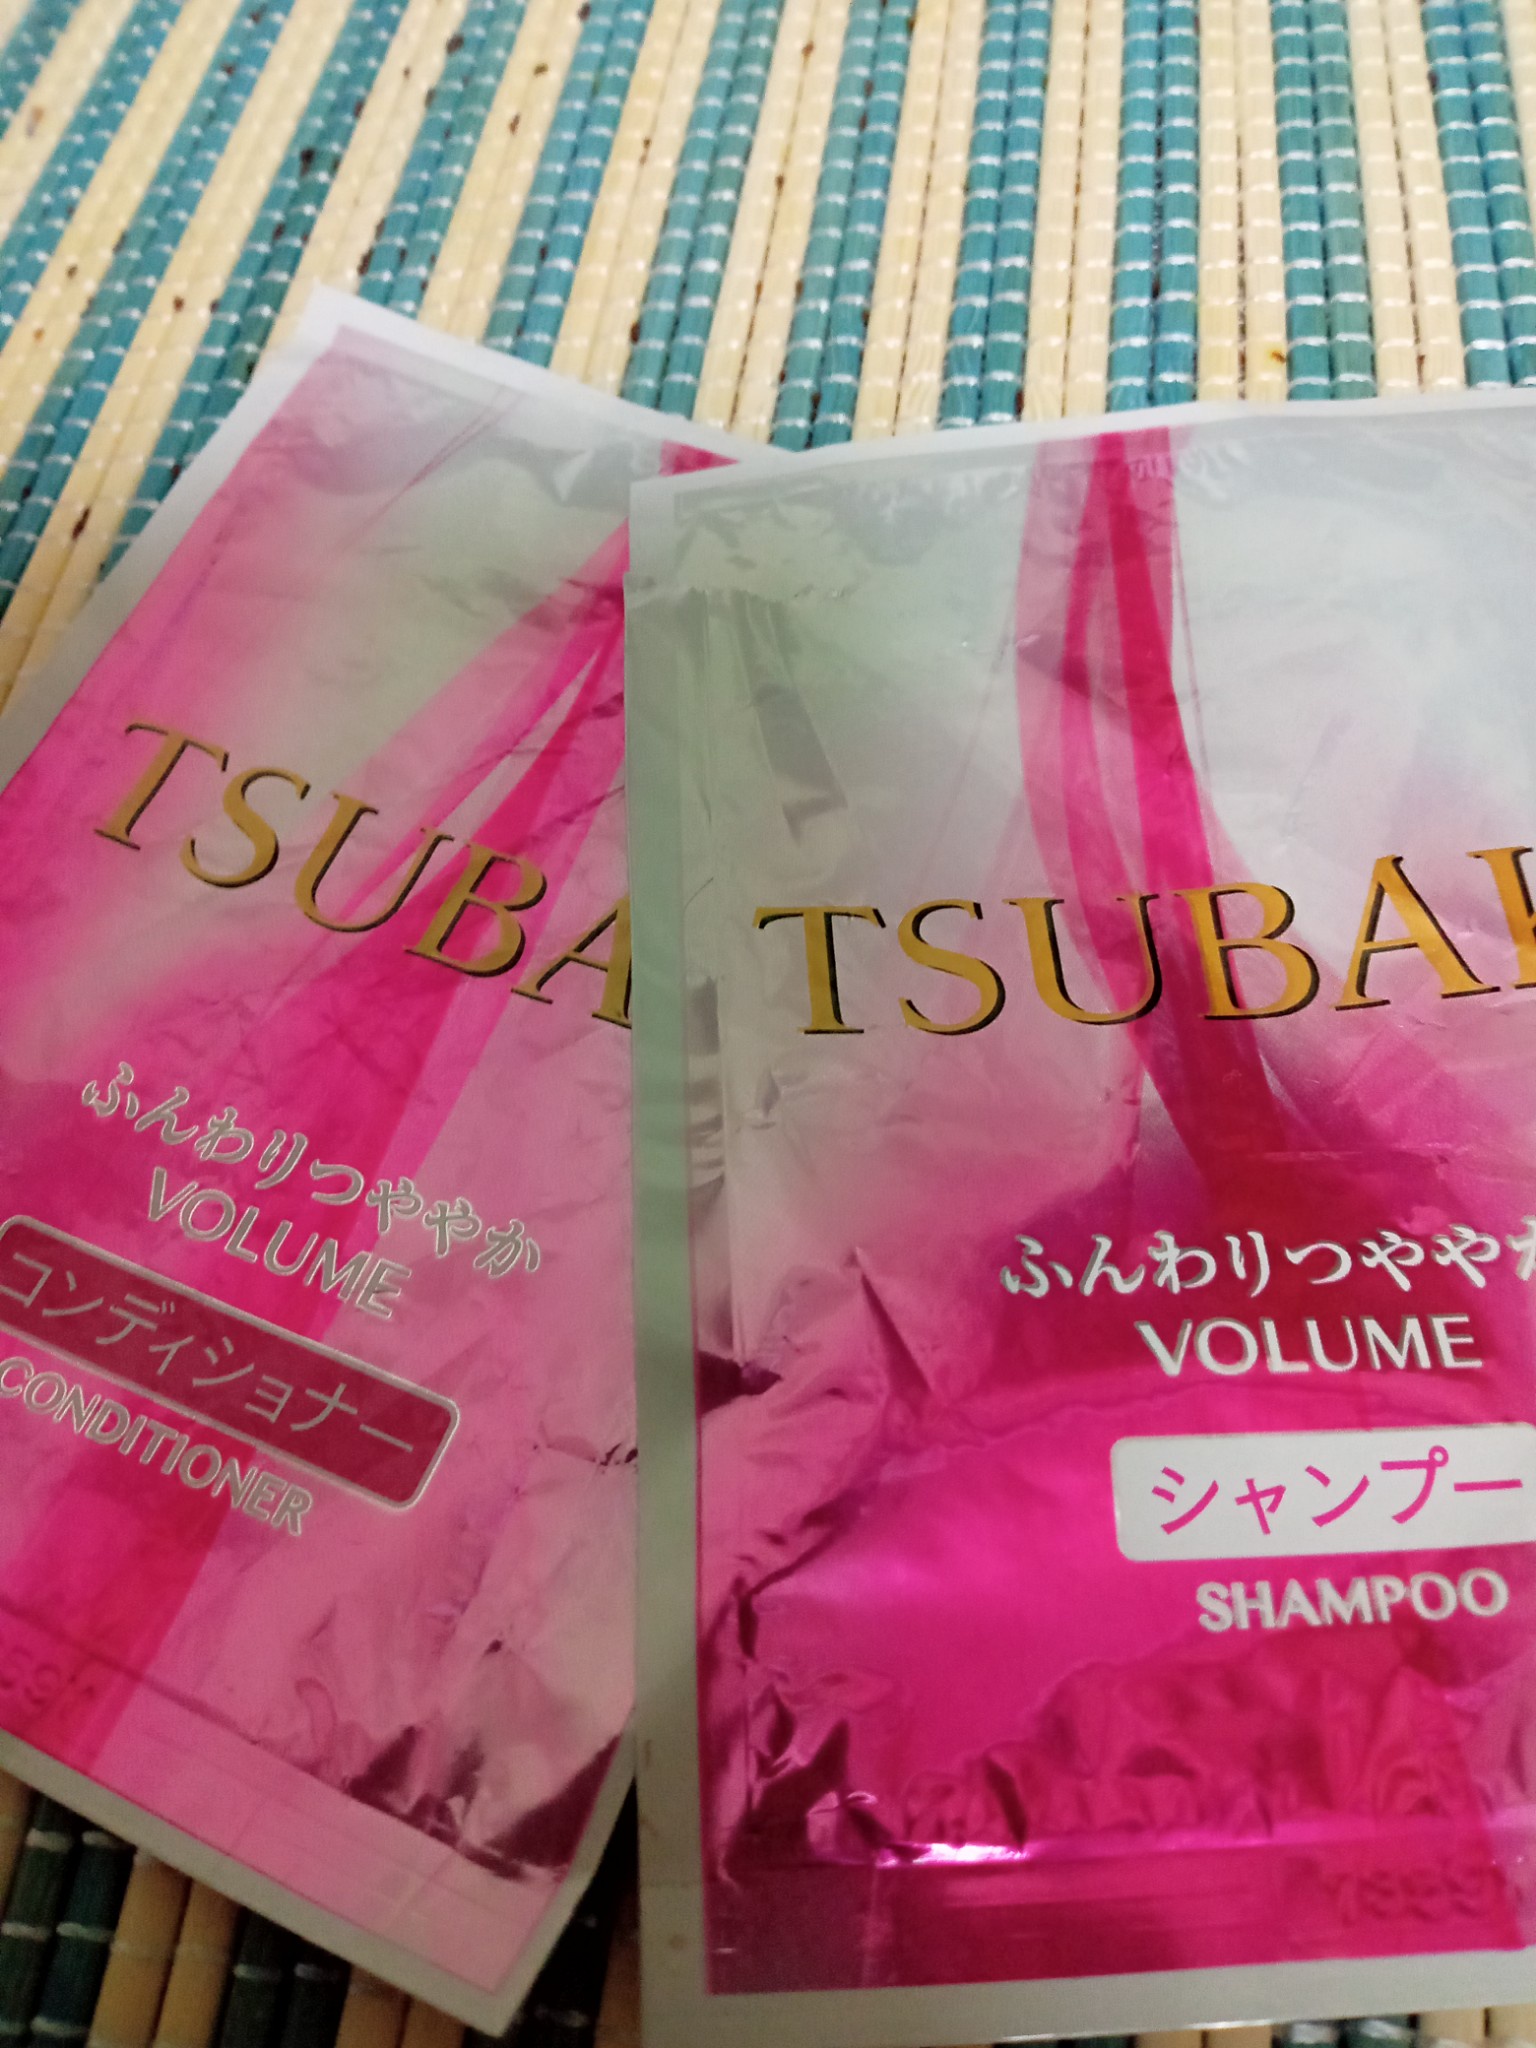 TSUBA
ふんわりつややか
VOLUME
コンディショナー
CONDITIONER
TSUBAK
ふんわりつややか
VOLUME
シャンプー
SHAMPOO